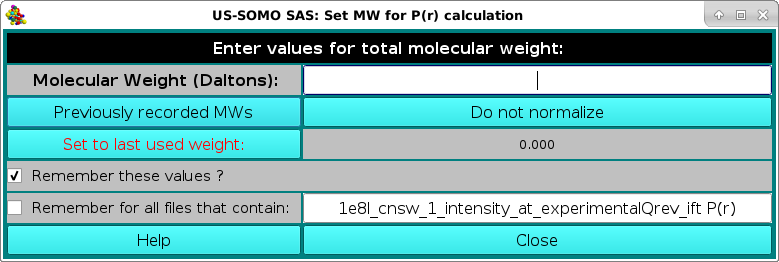 US-SOMO SAS: Set MW for P(r) calculation
Enter values for total molecular weight:
Molecular Weight (Daltons):
Previously recorded MWs Do not normalize
Set to last used weight: 0.000
Remember these values ?
Remember for all files that contain: 1e8l_cnsw_1_intensity_at_experimentalQrev_ift P(r)
Help Close